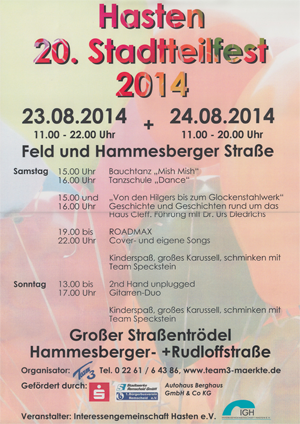 Hasten
20. Stadtteilfest
2014
23.08.2014 + 24.08.2014
11.00 - 22.00 Uhr 11.00 - 20.00 Uhr
Feld und Hammesberger Straße
Samstag 15.00 Uhr Bauchtanz „Mish Mish"
16.00 Uhr Tanzschule „Dance"
15.00 und „Von den Hilgers bis zum Glockenstahlwerk"
16.00 Uhr Geschichte und Geschichten rund um das
Haus Cleff. Führung mit Dr. Urs Diedrichs
19.00 bis ROADMAX
22.00 Uhr Cover- und eigene Songs
Kinderspaß, großes Karussell, schminken mit
Team Speckstein
Sonntag 13.00 bis 2nd Hand unplugged
17.00 Uhr Gitarren-Duo
Kinderspaß, großes Karussell, schminken mit
Team Speckstein
Großer Straßentrödel
Hammesberger- +Rudloffstraße
Organisator: Team 3 Tel. 0 22 61 / 6 43 86, www.team3-maerkte.de
Gefördert durch: Stadtwerke Remscheid GmbH Autohaus Berghaus
GmbH & Co KG
Veranstalter: Interessengemeinschaft Hasten e.V. IGH